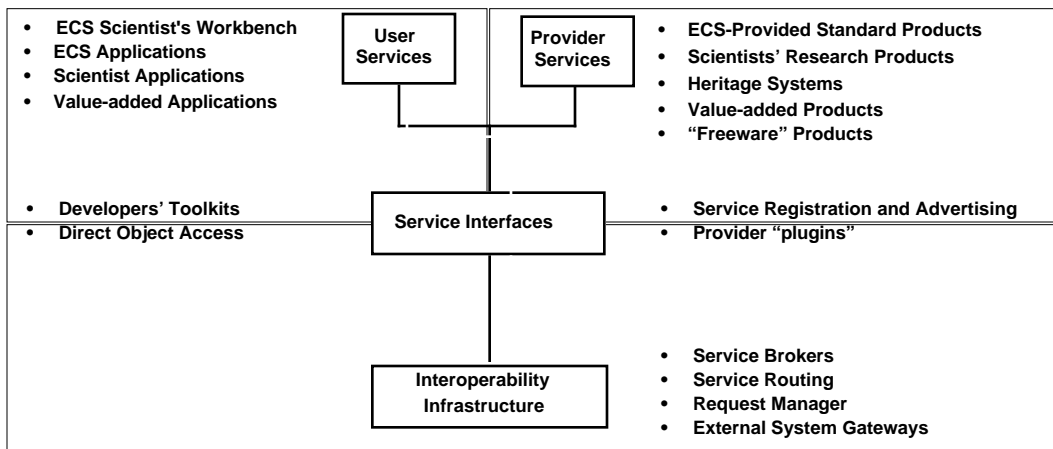 • ECS Scientist's Workbench
• ECS Applications
• Scientist Applications
• Value-added Applications
User
Services
Provider
Services
• ECS-Provided Standard Products
• Scientists’ Research Products
• Heritage Systems
• Value-added Products
• “Freeware” Products
• Developers’ Toolkits
• Direct Object Access
Service Interfaces
• Service Registration and Advertising
• Provider “plugins”
Interoperability
Infrastructure
• Service Brokers
• Service Routing
• Request Manager
• External System Gateways